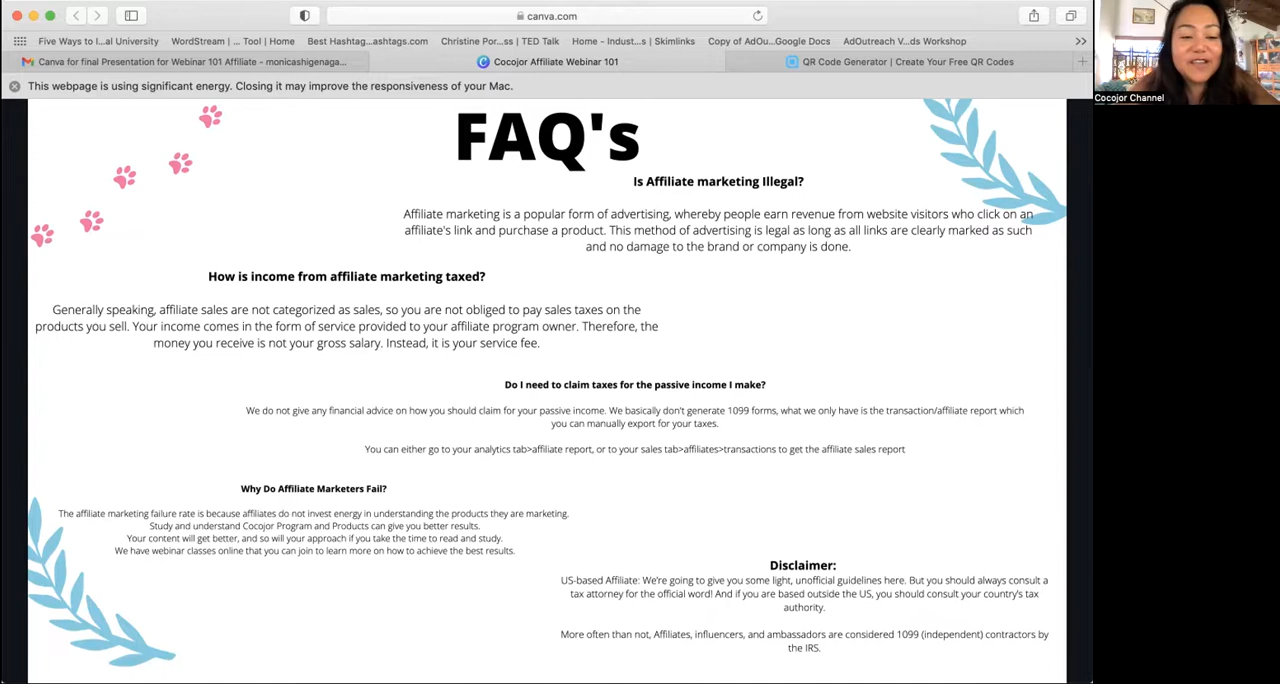 canva.com
Five Ways to I...al University
WordStream | ... Tool | Home
Best Hashtag...ashtags.com
Christine Por...ss | TED Talk
Home - Indust...s | Skimlinks
Copy of AdOu...Google Docs
AdOutreach V...ds Workshop
Canva for final Presentation for Webinar 101 Affiliate - monicashigenaga...
Cocojor Affiliate Webinar 101
QR Code Generator | Create Your Free QR Codes
Cocojor Channel
This webpage is using significant energy. Closing it may improve the responsiveness of your Mac.
FAQ's
Is Affiliate marketing Illegal?
Affiliate marketing is a popular form of advertising, whereby people earn revenue from website visitors who click on an
affiliate's link and purchase a product. This method of advertising is legal as long as all links are clearly marked as such
and no damage to the brand or company is done.
How is income from affiliate marketing taxed?
Generally speaking, affiliate sales are not categorized as sales, so you are not obliged to pay sales taxes on the
products you sell. Your income comes in the form of service provided to your affiliate program owner. Therefore, the
money you receive is not your gross salary. Instead, it is your service fee.
Do I need to claim taxes for the passive income I make?
We do not give any financial advice on how you should claim for your passive income. We basically don't generate 1099 forms, what we only have is the transaction/affiliate report which
you can manually export for your taxes.
You can either go to your analytics tab>affiliate report, or to your sales tab>affiliates>transactions to get the affiliate sales report
Why Do Affiliate Marketers Fail?
The affiliate marketing failure rate is because affiliates do not invest energy in understanding the products they are marketing.
Study and understand Cocojor Program and Products can give you better results.
Your content will get better, and so will your approach if you take the time to read and study.
We have webinar classes online that you can join to learn more on how to achieve the best results.
Disclaimer:
US-based Affiliate: We're going to give you some light, unofficial guidelines here. But you should always consult a
tax attorney for the official word! And if you are based outside the US, you should consult your country's tax
authority.
More often than not, Affiliates, influencers, and ambassadors are considered 1099 (independent) contractors by
the IRS.